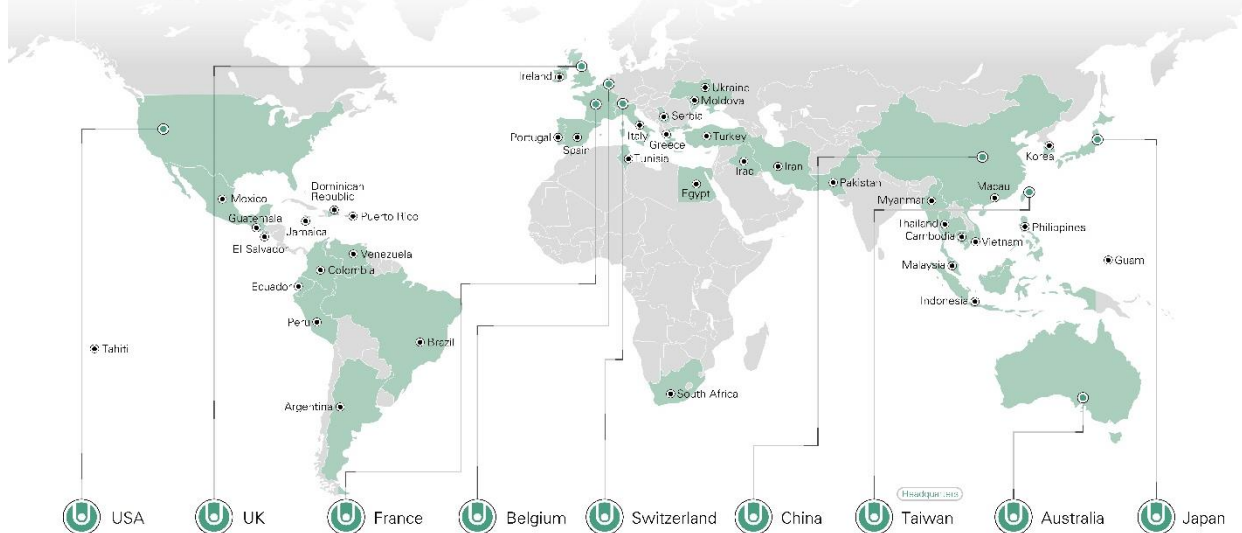 Ireland
Ukraine
Moldova
Serbia
Portugal
Spain
Italy
Greece
Turkey
Tunisia
Iraq
Iran
Korea
Egypt
Pakistan
Macau
Myanmar
Mexico
Dominican
Republic
Puerto Rico
Guatemala
Jamaica
El Salvador
Thailand
Cambodia
Vietnam
Philippines
Venezuela
Colombia
Ecuador
Malaysia
Guam
Indonesia
Peru
Brazil
Tahiti
Argentina
South Africa
Headquarters
USA
UK
France
Belgium
Switzerland
China
Taiwan
Australia
Japan